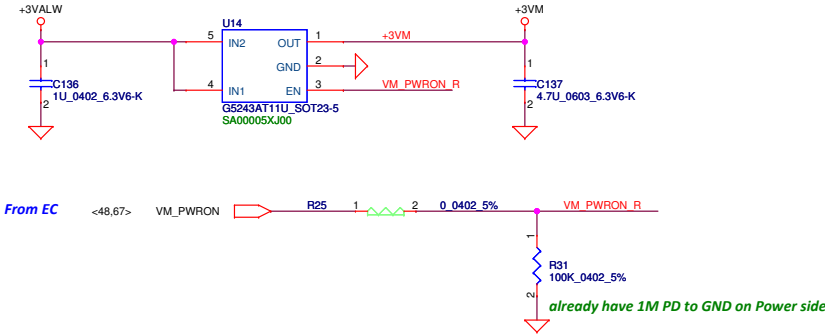 +3VALW
+3VM
U14
5 IN2 OUT 1 +3VM
GND 2
4 IN1 EN 3 VM_PWRON_R
G5243AT11U_SOT23-5
SA00005XJ00
1
C136
1U_0402_6.3V6-K
2
1
C137
4.7U_0603_6.3V6-K
2
From EC <48,67> VM_PWRON R25 1 2 0_0402_5% VM_PWRON_R
1
R31
100K_0402_5%
2
already have 1M PD to GND on Power side